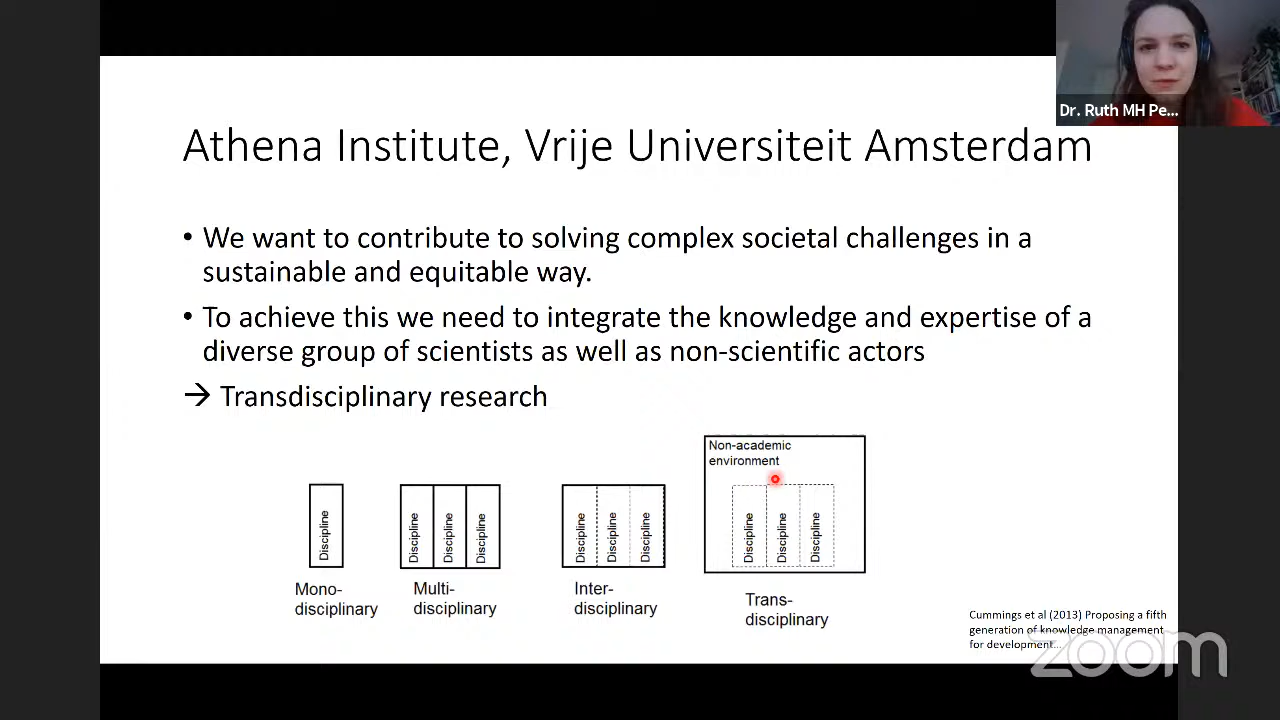 Dr. Ruth MH Pe...
Athena Institute, Vrije Universiteit Amsterdam
• We want to contribute to solving complex societal challenges in a
sustainable and equitable way.
• To achieve this we need to integrate the knowledge and expertise of a
diverse group of scientists as well as non-scientific actors
→ Transdisciplinary research
Discipline
Mono-
disciplinary
Discipline
Discipline
Discipline
Multi-
disciplinary
Discipline
Discipline
Discipline
Inter-
disciplinary
Non-academic
environment
Discipline
Discipline
Discipline
Trans-
disciplinary
Cummings et al (2013) Proposing a fifth
generation of knowledge management
for development...
zoom